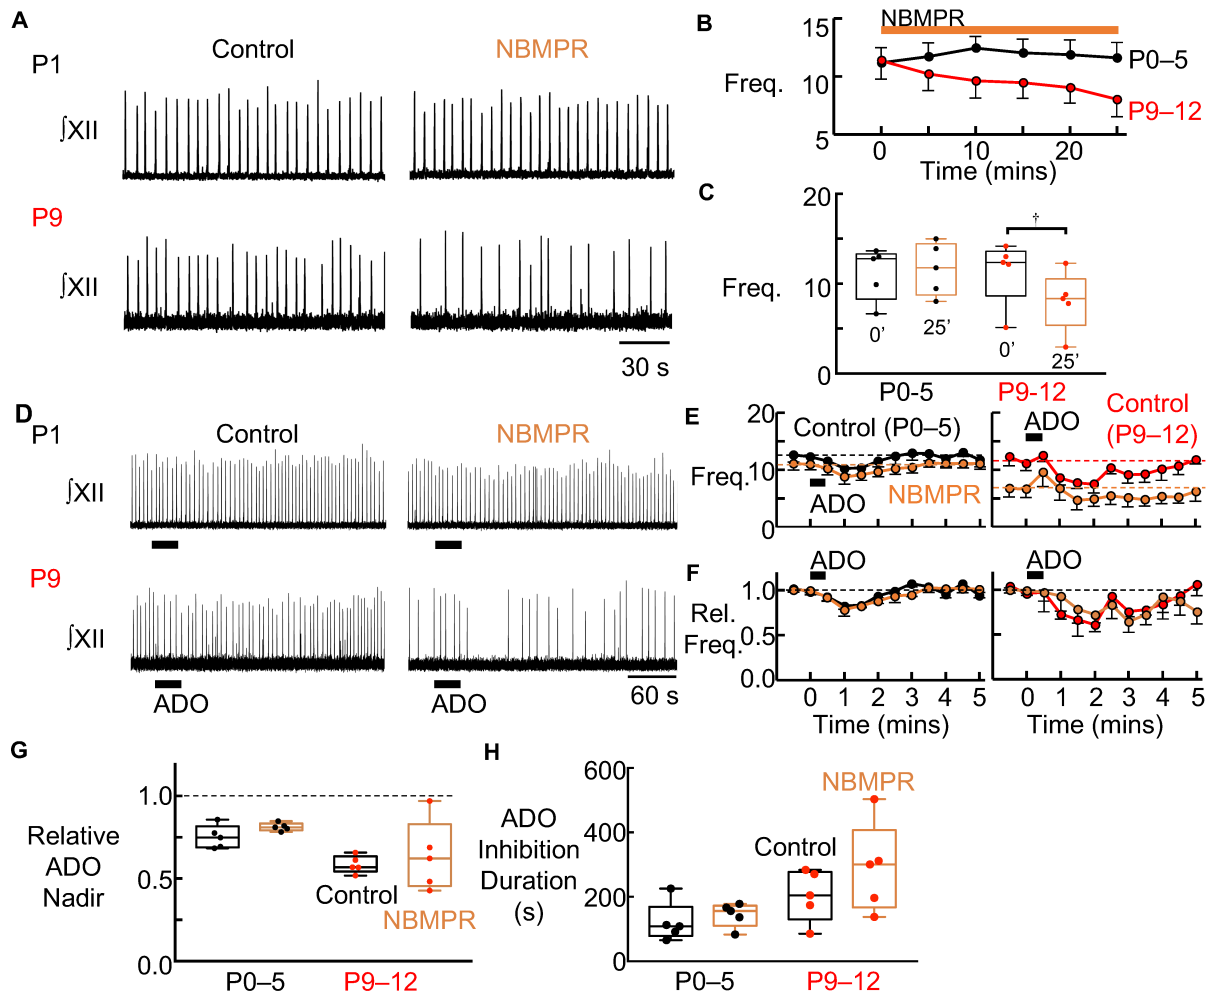 A
Control
NBMPR
P1
∫XII
P9
∫XII
30 s
B
NBMPR
15
Freq.
10
5
P0–5
P9–12
0
10
20
Time (mins)
C
20
†
Freq.
10
0
0’
25’
0’
25’
P0-5
P9-12
D
Control
NBMPR
P1
∫XII
P9
∫XII
ADO
ADO
60 s
E
20
Control (P0–5)
Freq.
10
ADO
NBMPR
0
ADO
Control
(P9–12)
F
ADO
ADO
1.0
Rel.
Freq.
0.5
0.0
0 1 2 3 4 5
0 1 2 3 4 5
Time (mins)
Time (mins)
G
1.0
Relative
ADO
Nadir
0.5
Control
NBMPR
0.0
P0–5
P9–12
H
600
NBMPR
ADO
Inhibition
Duration
(s)
400
Control
200
0
P0–5
P9–12